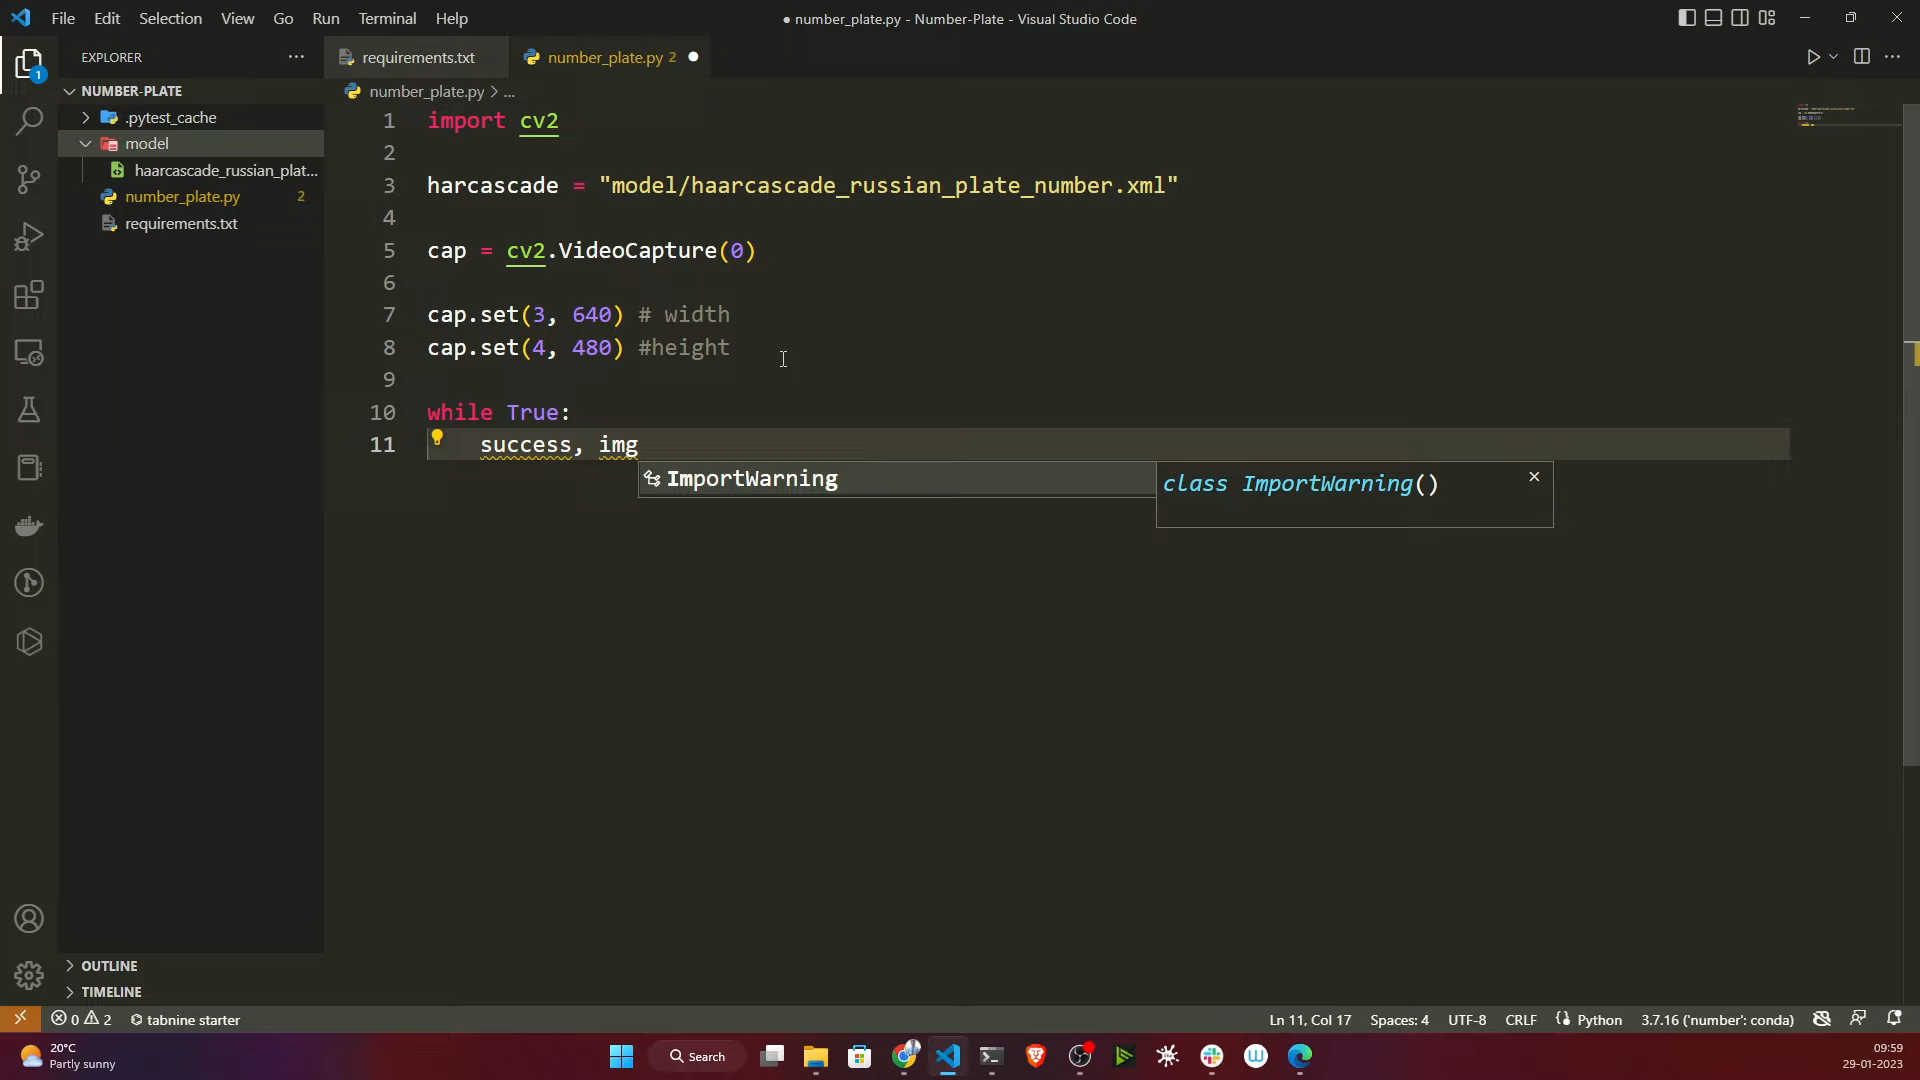 File Edit Selection View Go Run Terminal Help
● number_plate.py - Number-Plate - Visual Studio Code
EXPLORER
requirements.txt
number_plate.py 2
1
NUMBER-PLATE
.pytest_cache
model
haarcascade_russian_plat...
number_plate.py 2
requirements.txt
number_plate.py > ...
1 import cv2
2
3 harcascade = "model/haarcascade_russian_plate_number.xml"
4
5 cap = cv2.VideoCapture(0)
6
7 cap.set(3, 640) # width
8 cap.set(4, 480) #height
9
10 while True:
11 success, img
ImportWarning
class ImportWarning()
OUTLINE
TIMELINE
0 2 tabnine starter
Ln 11, Col 17 Spaces: 4 UTF-8 CRLF Python 3.7.16 ('number': conda)
20°C
Partly sunny
Search
09:59
29-01-2023